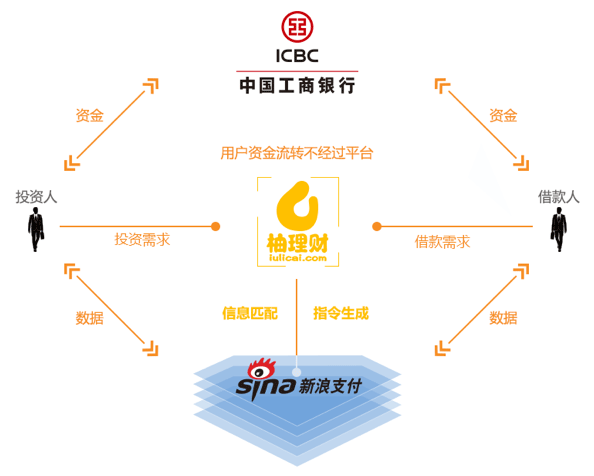 ICBC
中国工商银行
资金
资金
用户资金流转不经过平台
投资人
借款人
柚理财
iulicai.com
投资需求
借款需求
信息匹配
指令生成
数据
数据
sina 新浪支付